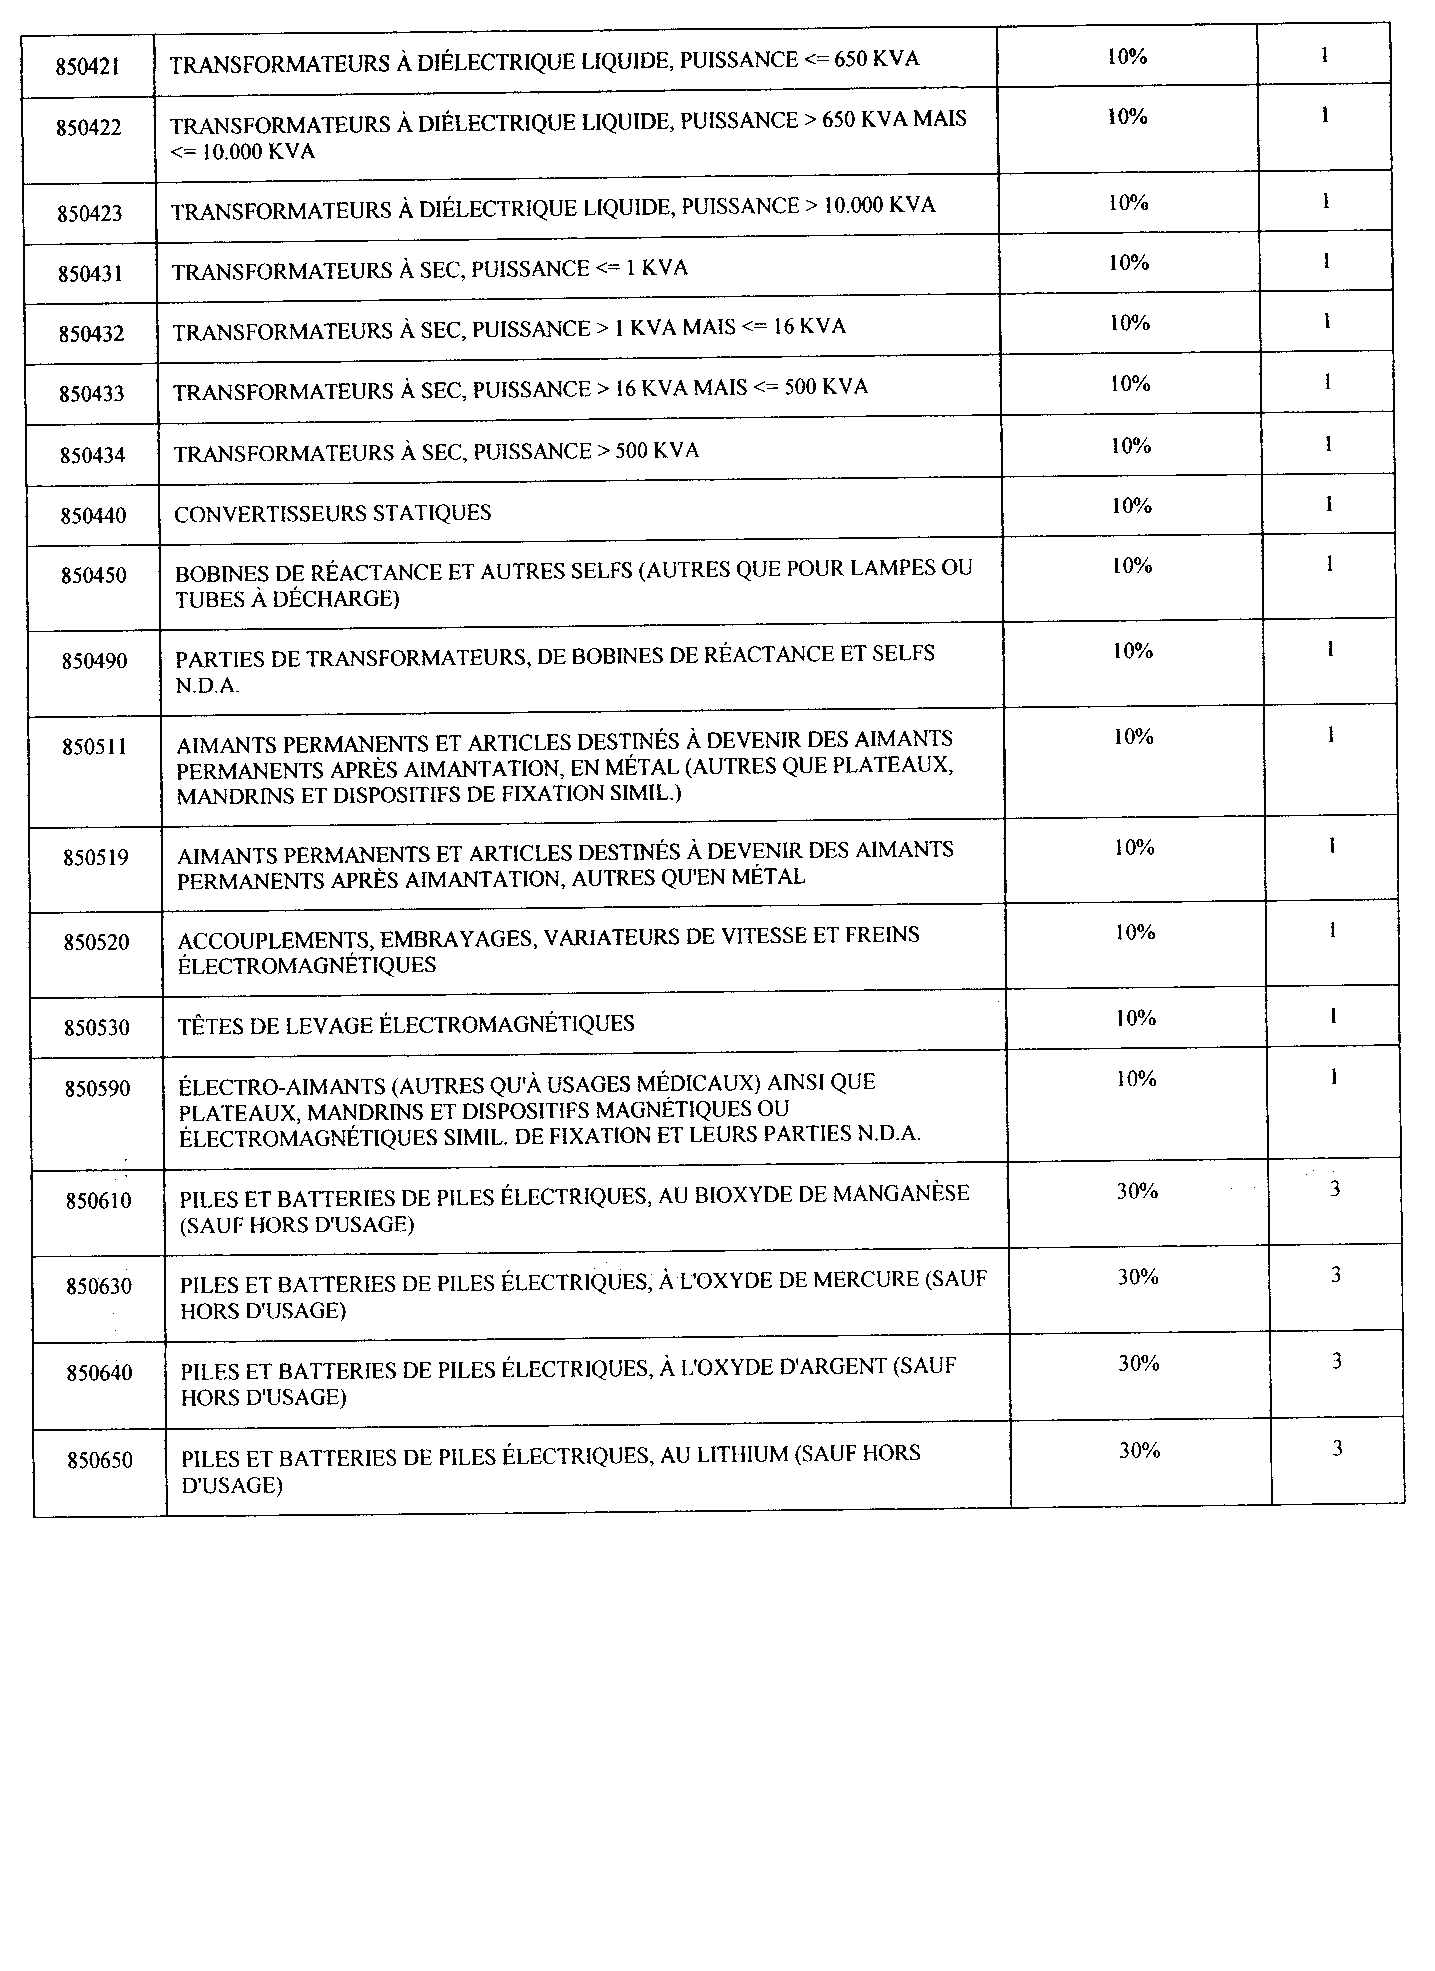 850421 TRANSFORMATEURS À DIÉLECTRIQUE LIQUIDE, PUISSANCE <= 650 KVA 10% 1
850422 TRANSFORMATEURS À DIÉLECTRIQUE LIQUIDE, PUISSANCE > 650 KVA MAIS 10% 1
<= 10.000 KVA
850423 TRANSFORMATEURS À DIÉLECTRIQUE LIQUIDE, PUISSANCE > 10.000 KVA 10% 1
850431 TRANSFORMATEURS À SEC, PUISSANCE <= 1 KVA 10% 1
850432 TRANSFORMATEURS À SEC, PUISSANCE > 1 KVA MAIS <= 16 KVA 10% 1
850433 TRANSFORMATEURS À SEC, PUISSANCE > 16 KVA MAIS <= 500 KVA 10% 1
850434 TRANSFORMATEURS À SEC, PUISSANCE > 500 KVA 10% 1
850440 CONVERTISSEURS STATIQUES 10% 1
850450 BOBINES DE RÉACTANCE ET AUTRES SELFS (AUTRES QUE POUR LAMPES OU 10% 1
TUBES À DÉCHARGE)
850490 PARTIES DE TRANSFORMATEURS, DE BOBINES DE RÉACTANCE ET SELFS 10% 1
N.D.A.
850511 AIMANTS PERMANENTS ET ARTICLES DESTINÉS À DEVENIR DES AIMANTS 10% 1
PERMANENTS APRÈS AIMANTATION, EN MÉTAL (AUTRES QUE PLATEAUX,
MANDRINS ET DISPOSITIFS DE FIXATION SIMIL.)
850519 AIMANTS PERMANENTS ET ARTICLES DESTINÉS À DEVENIR DES AIMANTS 10% 1
PERMANENTS APRÈS AIMANTATION, AUTRES QU'EN MÉTAL
850520 ACCOUPLEMENTS, EMBRAYAGES, VARIATEURS DE VITESSE ET FREINS 10% 1
ÉLECTROMAGNÉTIQUES
850530 TÊTES DE LEVAGE ÉLECTROMAGNÉTIQUES 10% 1
850590 ÉLECTRO-AIMANTS (AUTRES QU'À USAGES MÉDICAUX) AINSI QUE 10% 1
PLATEAUX, MANDRINS ET DISPOSITIFS MAGNÉTIQUES OU
ÉLECTROMAGNÉTIQUES SIMIL. DE FIXATION ET LEURS PARTIES N.D.A.
850610 PILES ET BATTERIES DE PILES ÉLECTRIQUES, AU BIOXYDE DE MANGANÈSE 30% 3
(SAUF HORS D'USAGE)
850630 PILES ET BATTERIES DE PILES ÉLECTRIQUES, À L'OXYDE DE MERCURE (SAUF 30% 3
HORS D'USAGE)
850640 PILES ET BATTERIES DE PILES ÉLECTRIQUES, À L'OXYDE D'ARGENT (SAUF 30% 3
HORS D'USAGE)
850650 PILES ET BATTERIES DE PILES ÉLECTRIQUES, AU LITHIUM (SAUF HORS 30% 3
D'USAGE)